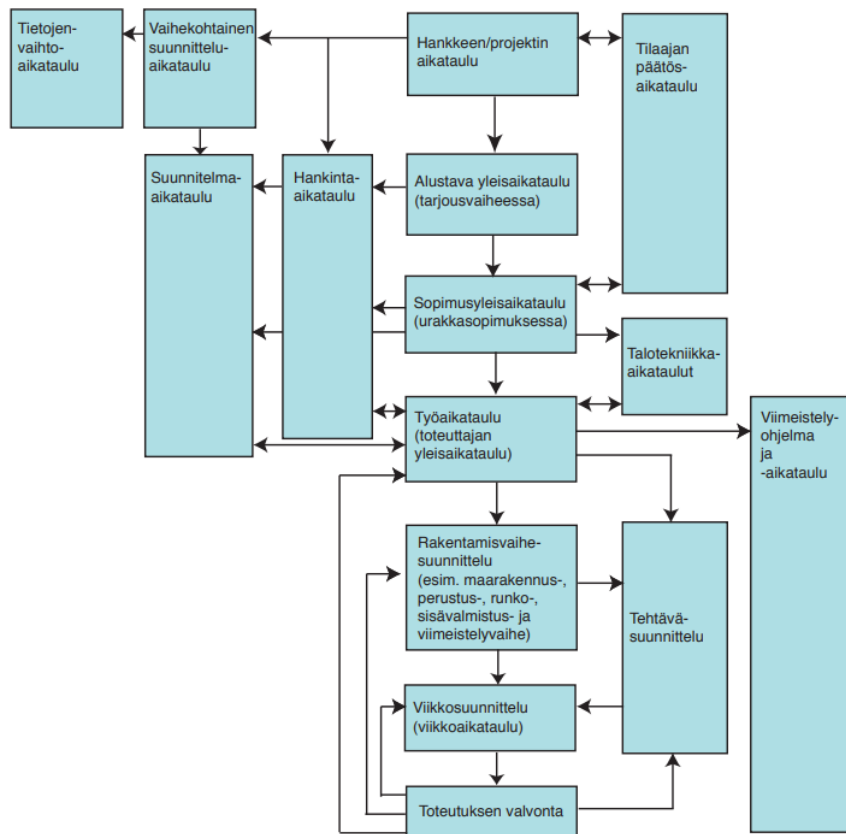 Tietojen-
vaihto-
aikataulu
Vaihekohtainen
suunnittelu-
aikataulu
Hankkeen/projektin
aikataulu
Tilaajan
päätös-
aikataulu
Suunnitelma-
aikataulu
Hankinta-
aikataulu
Alustava yleisaikataulu
(tarjousvaiheessa)
Sopimusyleisaikataulu
(urakkasopimuksessa)
Talotekniikka-
aikataulut
Työaikataulu
(toteuttajan
yleisaikataulu)
Viimeistely-
ohjelma
ja
-aikataulu
Rakentamisvaihe-
suunnittelu
(esim. maarakennus-,
perustus-, runko-,
sisävalmistus- ja
viimeistelyvaihe)
Tehtävä-
suunnittelu
Viikkosuunnittelu
(viikkoaikataulu)
Toteutuksen valvonta